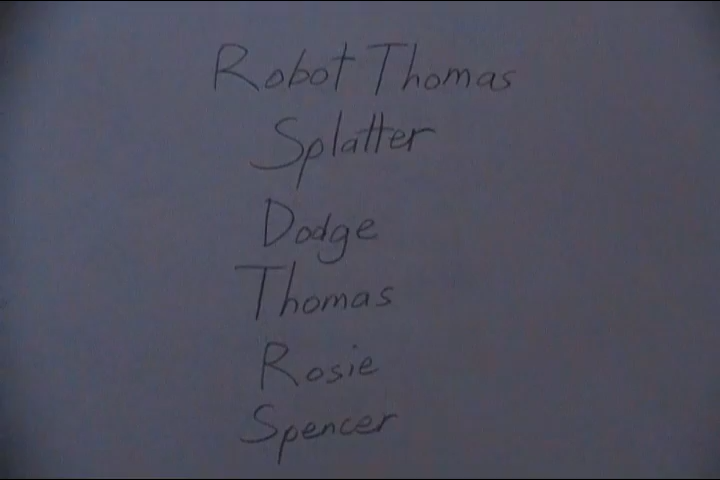 Robot Thomas
Splatter
Dodge
Thomas
Rosie
Spencer